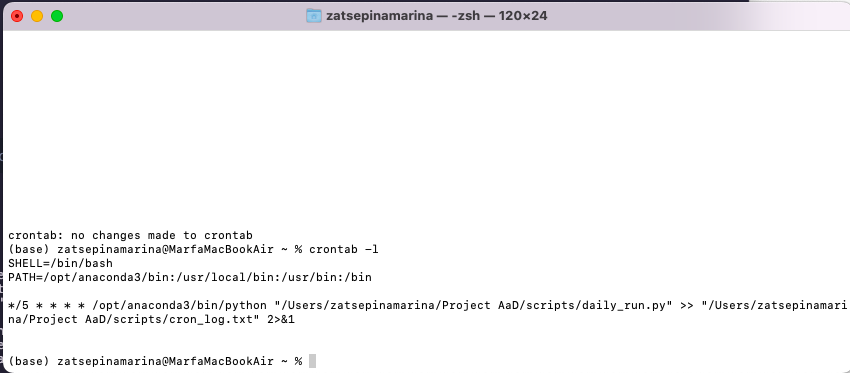 zatsepinamarina — -zsh — 120×24
crontab: no changes made to crontab
(base) zatsepinamarina@MarfaMacBookAir ~ % crontab -l
SHELL=/bin/bash
PATH=/opt/anaconda3/bin:/usr/local/bin:/usr/bin:/bin
*/5 * * * * /opt/anaconda3/bin/python "/Users/zatsepinamarina/Project AaD/scripts/daily_run.py" >> "/Users/zatsepinamari
na/Project AaD/scripts/cron_log.txt" 2>&1
(base) zatsepinamarina@MarfaMacBookAir ~ %